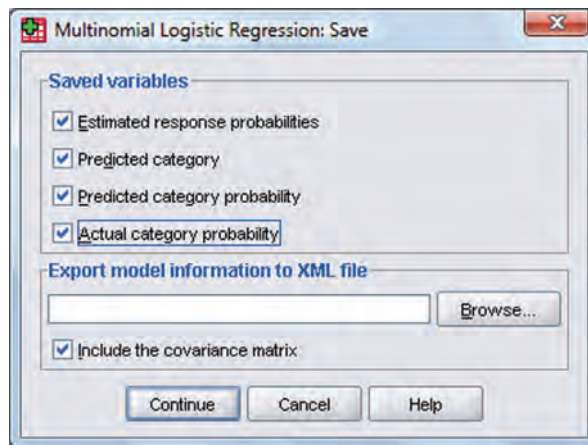 Multinomial Logistic Regression: Save
Saved variables
Estimated response probabilities
Predicted category
Predicted category probability
Actual category probability
Export model information to XML file
Browse...
Include the covariance matrix
Continue Cancel Help